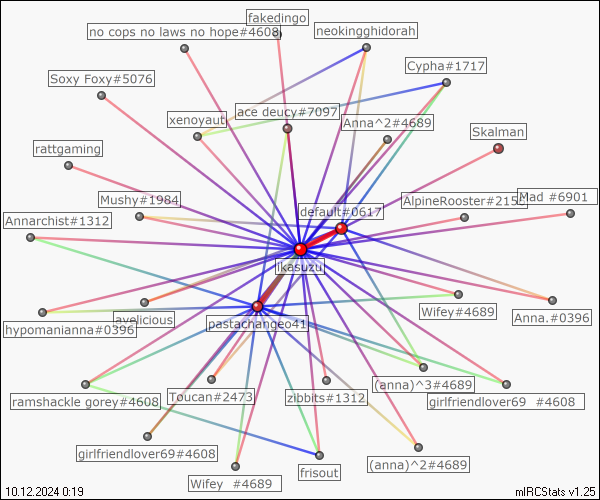 fakedingo
no cops no laws no hope#4608
neokingghidorah
Cypha#1717
Soxy Foxy#5076
xenoyaut
ace deucy#7097
Anna^2#4689
Skalman
rattgaming
Mushy#1984
default#0617
AlpineRooster#2152
Mad #6901
Annarchist#1312
ikasuzu
hypomanianna#0396
avelicious
pastachangeo41
Wifey#4689
Anna.#0396
ramshackle gorey#4608
Toucan#2473
zibbits#1312
(anna)^3#4689
girlfriendlover69 #4608
girlfriendlover69#4608
Wifey #4689
frisout
(anna)^2#4689
10.12.2024 0:19
mIRCStats v1.25